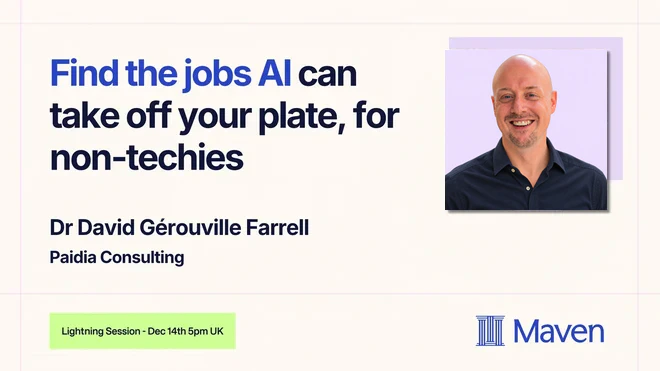 Find the jobs AI can
take off your plate, for
non-techies
Dr David Gérouville Farrell
Paidia Consulting
Lightning Session - Dec 14th 5pm UK
Maven